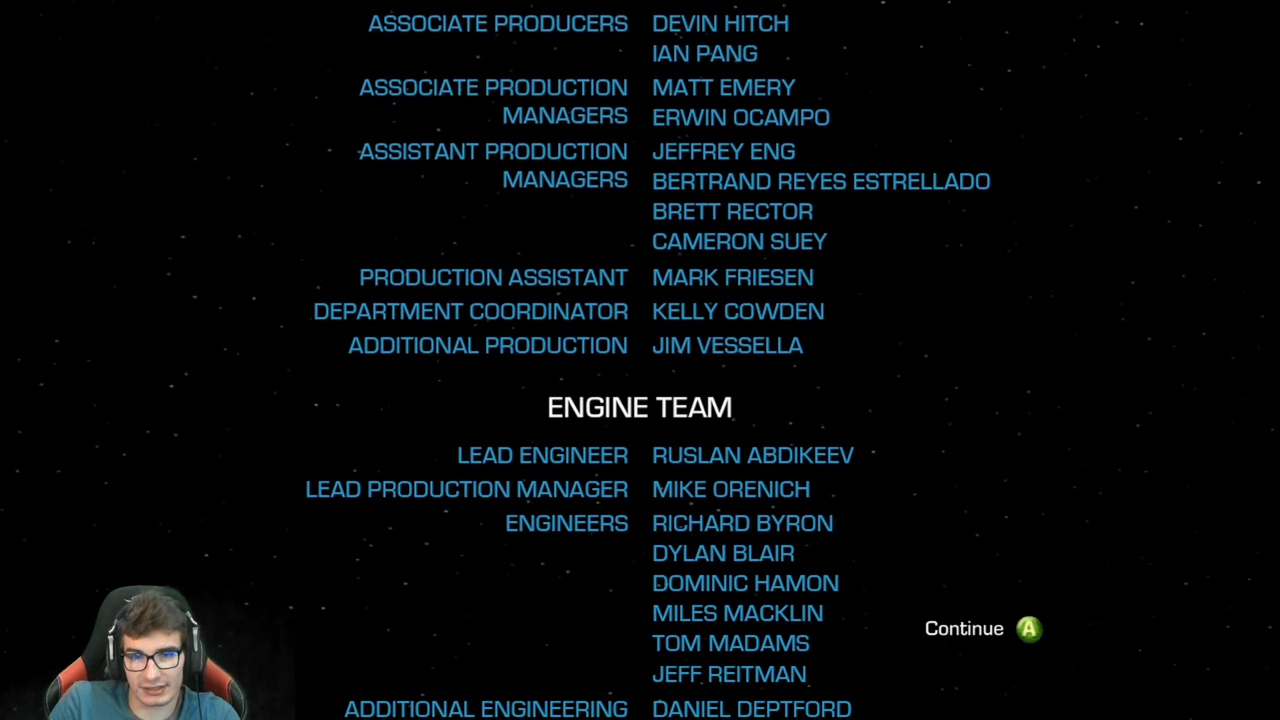 ASSOCIATE PRODUCERS DEVIN HITCH
IAN PANG
ASSOCIATE PRODUCTION MATT EMERY
MANAGERS ERWIN OCAMPO
ASSISTANT PRODUCTION JEFFREY ENG
MANAGERS BERTRAND REYES ESTRELLADO
BRETT RECTOR
CAMERON SUEY
PRODUCTION ASSISTANT MARK FRIESEN
DEPARTMENT COORDINATOR KELLY COWDEN
ADDITIONAL PRODUCTION JIM VESSELLA
ENGINE TEAM
LEAD ENGINEER RUSLAN ABDIKEEV
LEAD PRODUCTION MANAGER MIKE ORENICH
ENGINEERS RICHARD BYRON
DYLAN BLAIR
DOMINIC HAMON
MILES MACKLIN
Continue A
TOM MADAMS
JEFF REITMAN
ADDITIONAL ENGINEERING DANIEL DEPTFORD